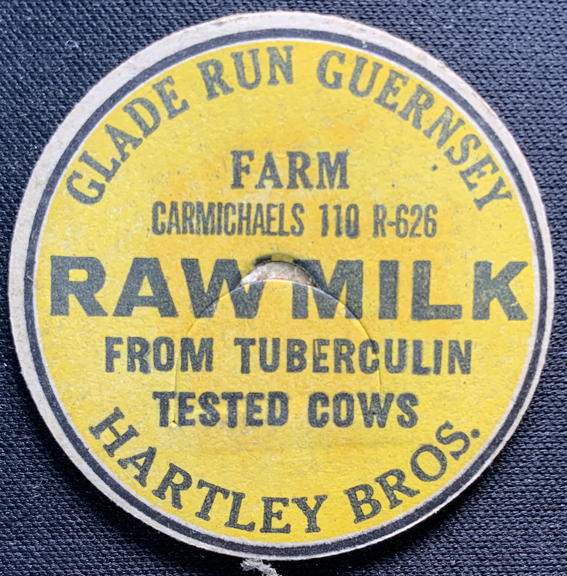 GLADE RUN GUERNSEY
FARM
CARMICHAELS 110 R-626
RAW MILK
FROM TUBERCULIN
TESTED COWS
HARTLEY BROS.